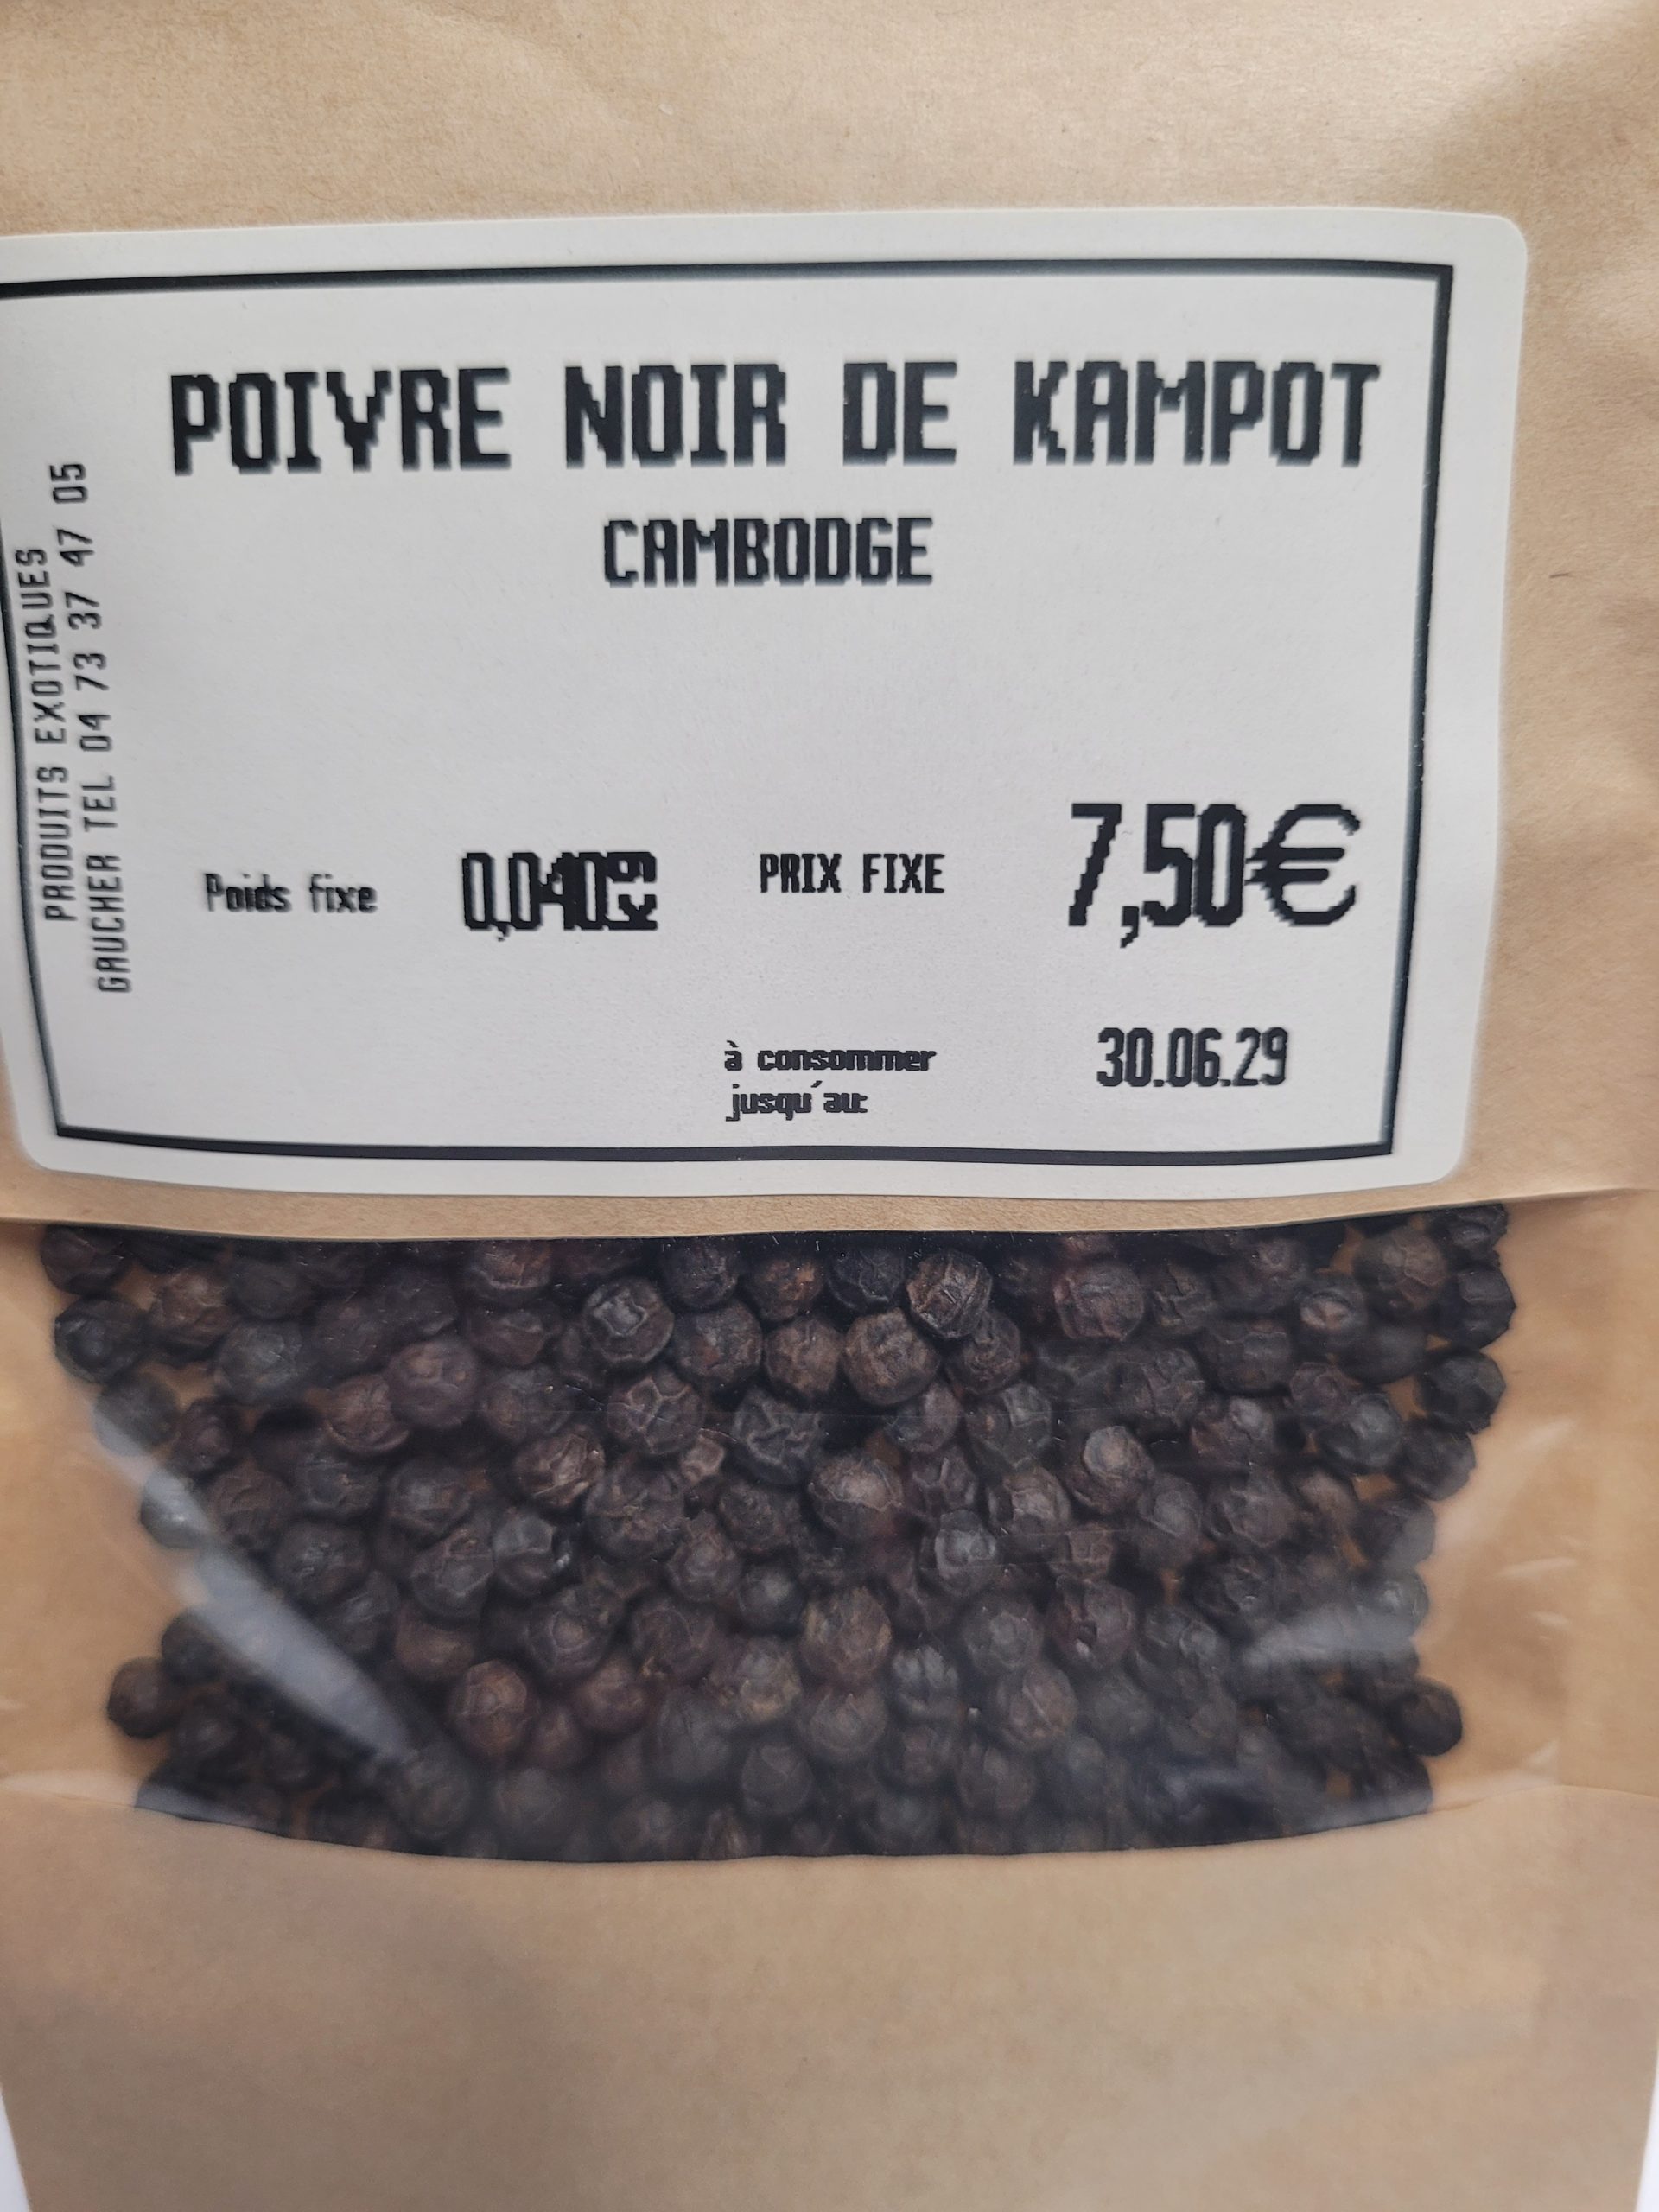 POIVRE NOIR DE KAMPOT
CAMBODGE
PRODUITS EXOTIQUES
GAUCHER TEL 04 73 37 47 05
Poids fixe 0,040kg PRIX FIXE 7,50€
à consommer 30.06.29
jusqu'au: